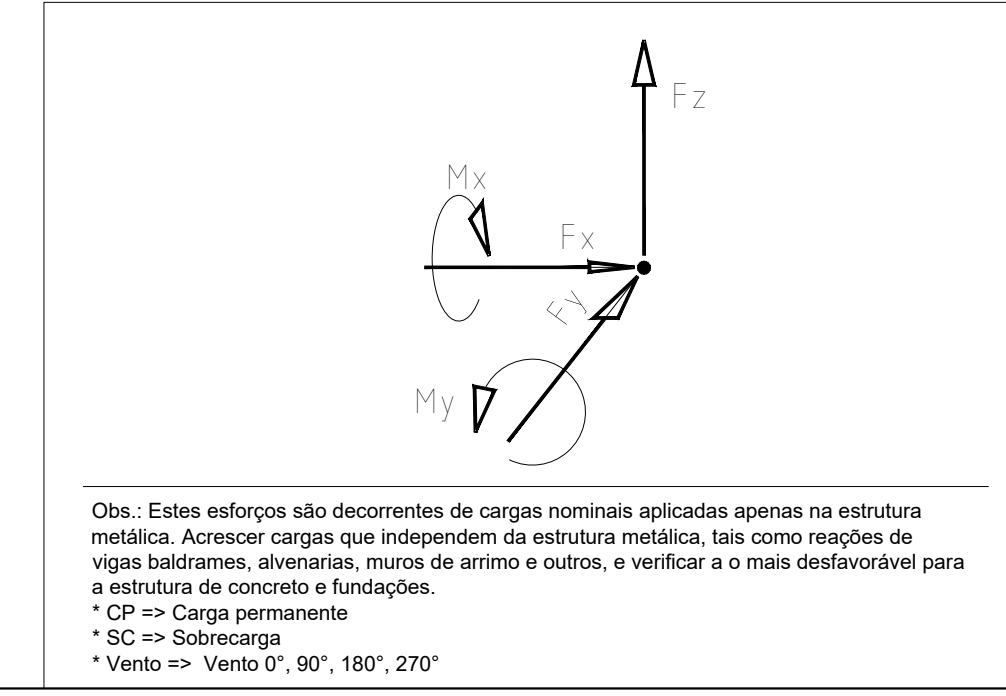 Fz
Mx
Fx
Fy
My
Obs.: Estes esforços são decorrentes de cargas nominais aplicadas apenas na estrutura
metálica. Acrescer cargas que independem da estrutura metálica, tais como reações de
vigas baldrames, alvenarias, muros de arrimo e outros, e verificar a o mais desfavorável para
a estrutura de concreto e fundações.
* CP => Carga permanente
* SC => Sobrecarga
* Vento => Vento 0°, 90°, 180°, 270°